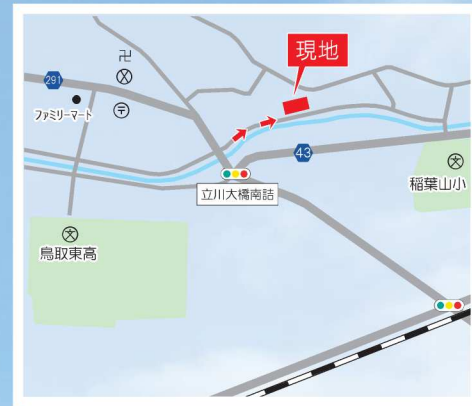 現地
291
ファミリーマート
43
立川大橋南詰
稲葉山小
鳥取東高